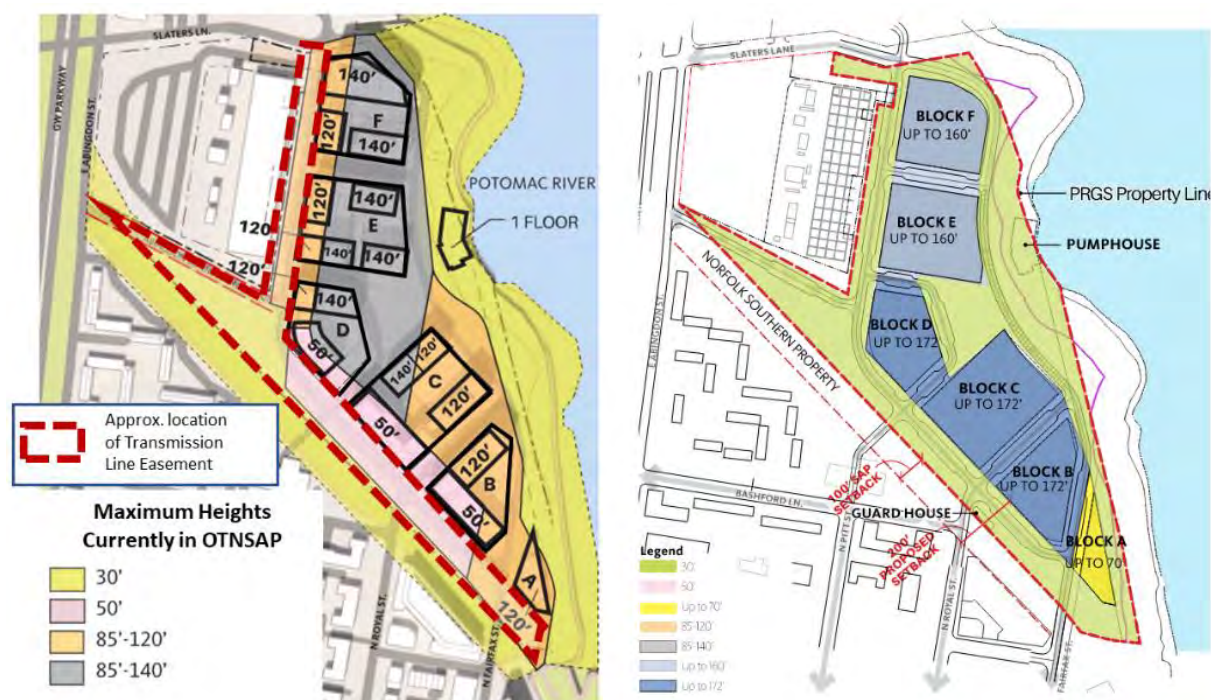 SLATERS LN.
GW PARKWAY
E ABINGDON ST.
140'
F
120'
140'
POTOMAC RIVER
1 FLOOR
140'
120'
E
140'
140'
120'
120'
140'
D
50'
120'
140'
C
120'
50'
120'
B
50'
A
120'
N ROYAL ST.
N FAIRFAX ST.
Approx. location
of Transmission
Line Easement
Maximum Heights
Currently in OTNSAP
30'
50'
85'-120'
85'-140'
SLATERS LANE
BLOCK F
UP TO 160'
PRGS Property Line
BLOCK E
UP TO 160'
PUMPHOUSE
NORFOLK SOUTHERN PROPERTY
E ABINGDON ST.
BLOCK D
UP TO 172'
BLOCK C
UP TO 172'
BLOCK B
UP TO 172'
BLOCK A
UP TO 70'
BASHFORD LN.
100' SAP
SETBACK
GUARD HOUSE
200'
PROPOSED
SETBACK
N PITT ST.
N ROYAL ST.
FAIRFAX ST.
Legend
30'
50'
Up to 70'
85-120'
85-140'
up to 160'
up to 172'